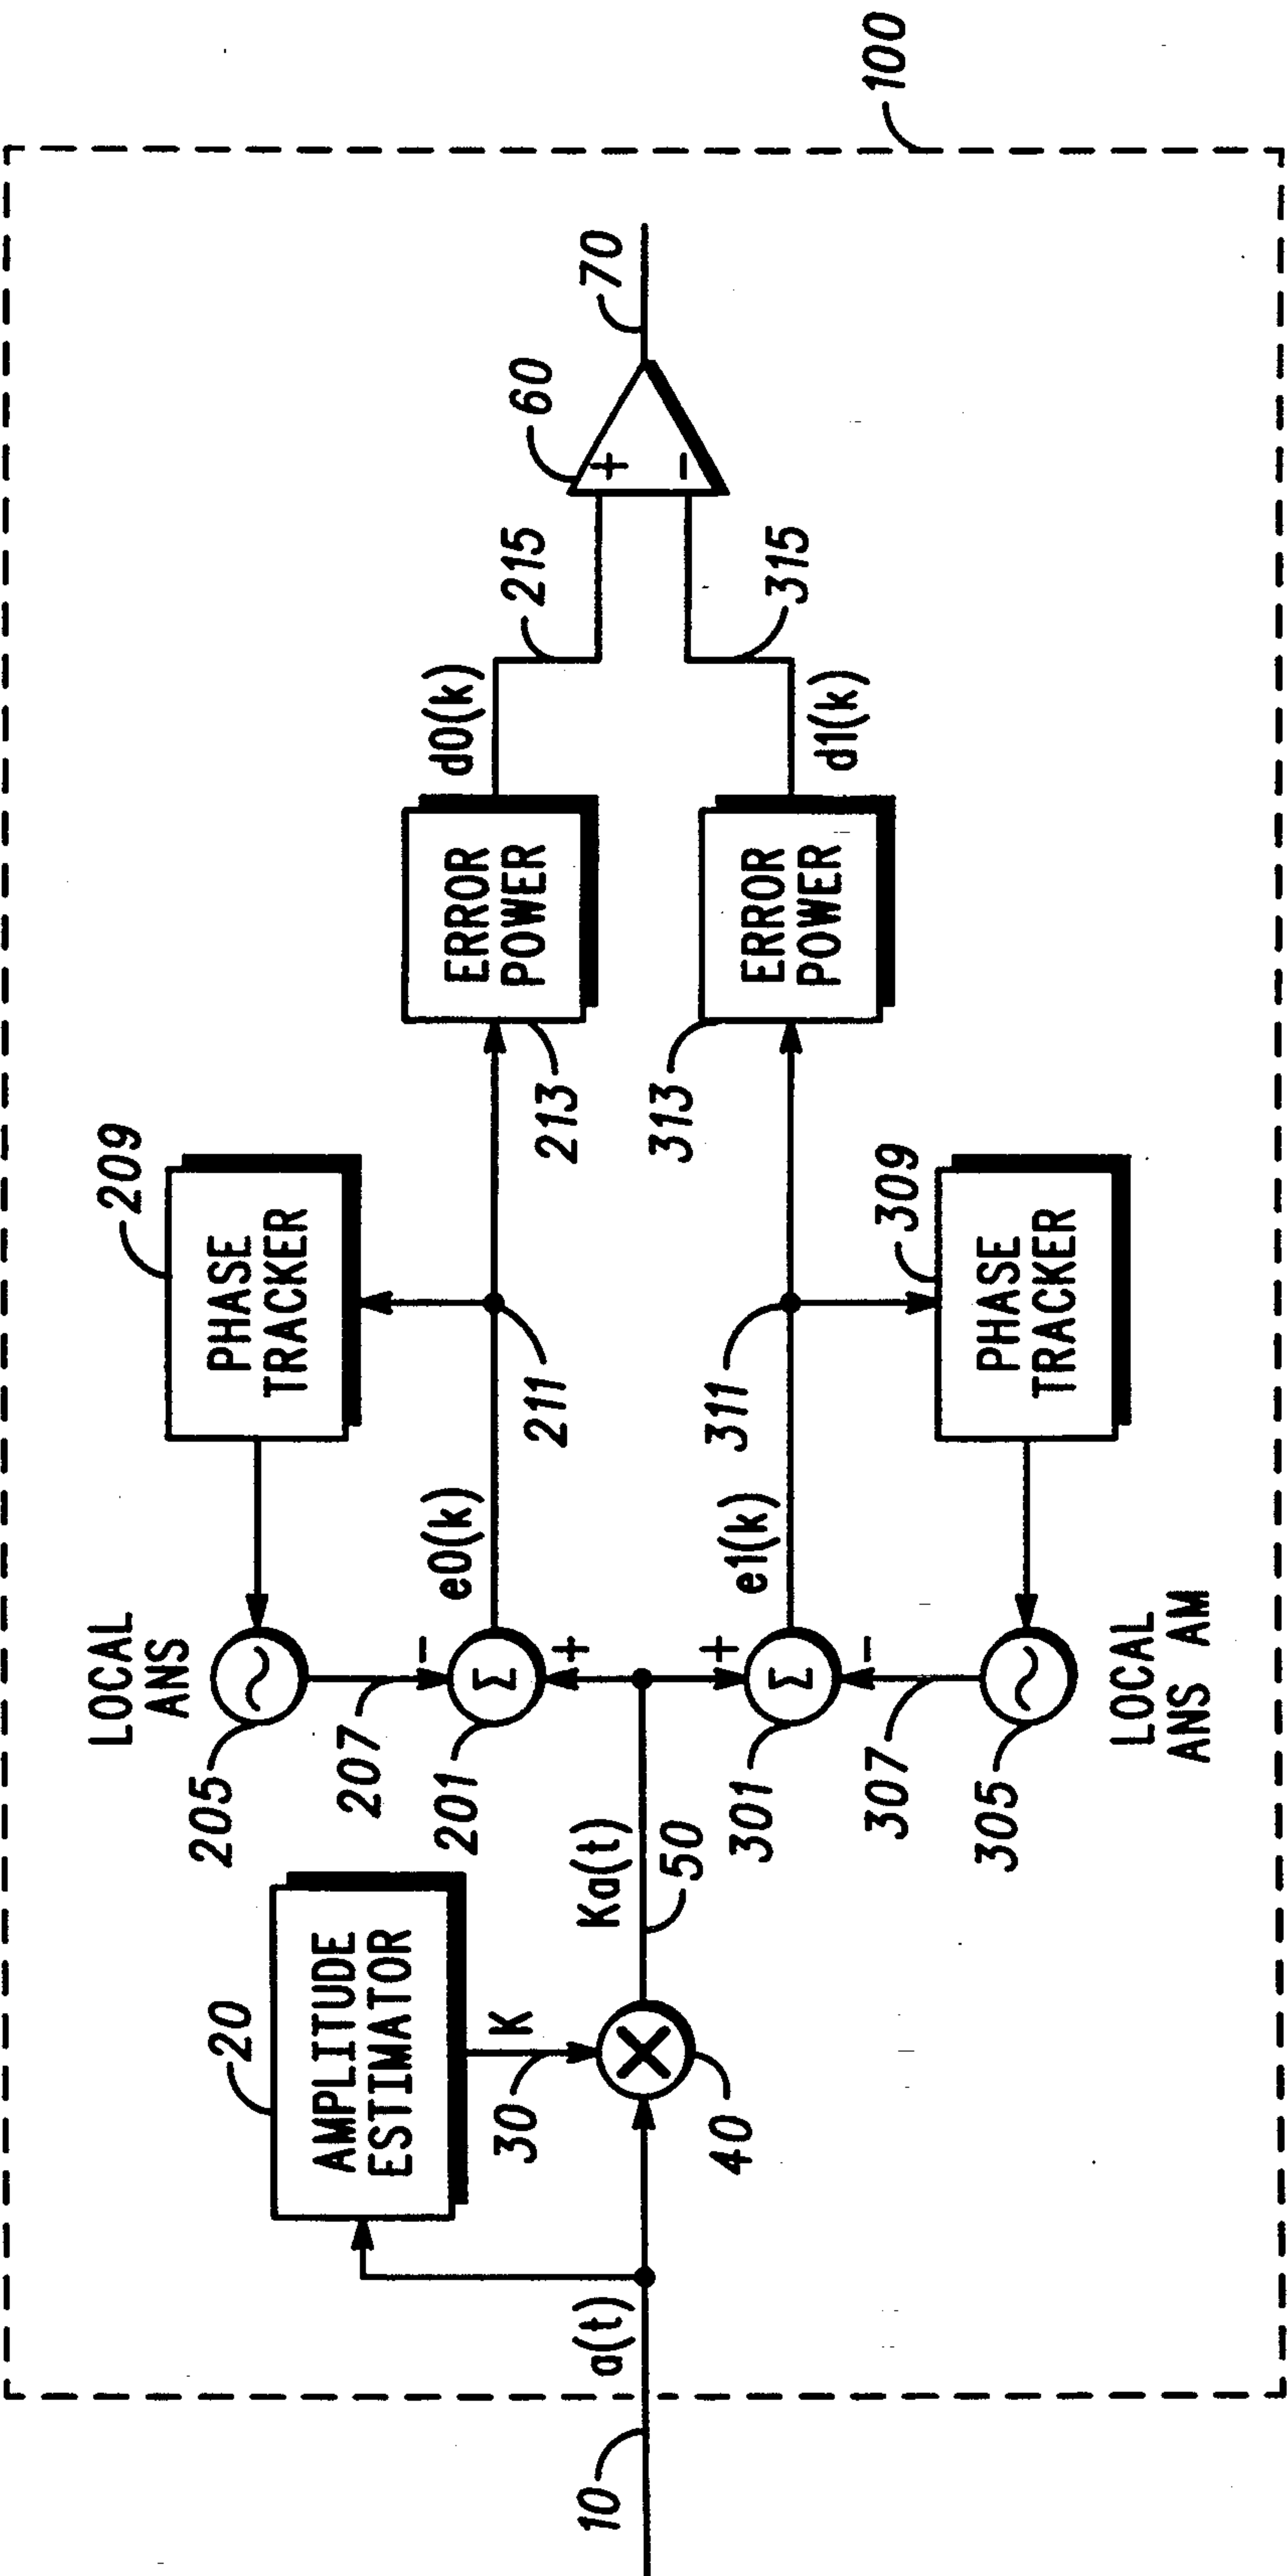 100
LOCAL
ANS
205
PHASE
TRACKER
209
207
-
20
AMPLITUDE
ESTIMATOR
201
Σ
e0(k)
211
213
ERROR
POWER
d0(k)
215
+
30
K
60
+
-
70
10
a(t)
40
Ka(t)
50
+
301
Σ
e1(k)
311
313
ERROR
POWER
d1(k)
315
307
-
305
LOCAL
ANS AM
PHASE
TRACKER
309